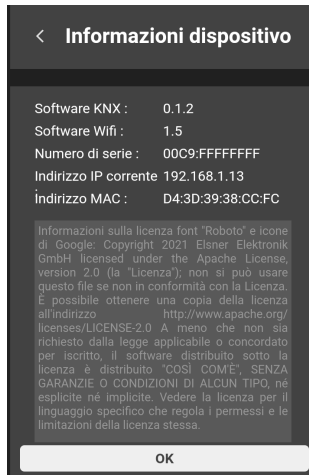 < Informazioni dispositivo
Software KNX : 0.1.2
Software Wifi : 1.5
Numero di serie : 00C9:FFFFFFFF
Indirizzo IP corrente 192.168.1.13
:
Indirizzo MAC : D4:3D:39:38:CC:FC
Informazioni sulla licenza font "Roboto" e icone
di Google: Copyright 2021 Elsner Elektronik
GmbH licensed under the Apache License,
version 2.0 (la "Licenza"); non si può usare
questo file se non in conformità con la Licenza.
È possibile ottenere una copia della licenza
all'indirizzo http://www.apache.org/
licenses/LICENSE-2.0 A meno che non sia
richiesto dalla legge applicabile o concordato
per iscritto, il software distribuito sotto la
licenza è distribuito "COSÌ COM'È", SENZA
GARANZIE O CONDIZIONI DI ALCUN TIPO, né
esplicite né implicite. Vedere la licenza per il
linguaggio specifico che regola i permessi e le
limitazioni della licenza stessa.
OK